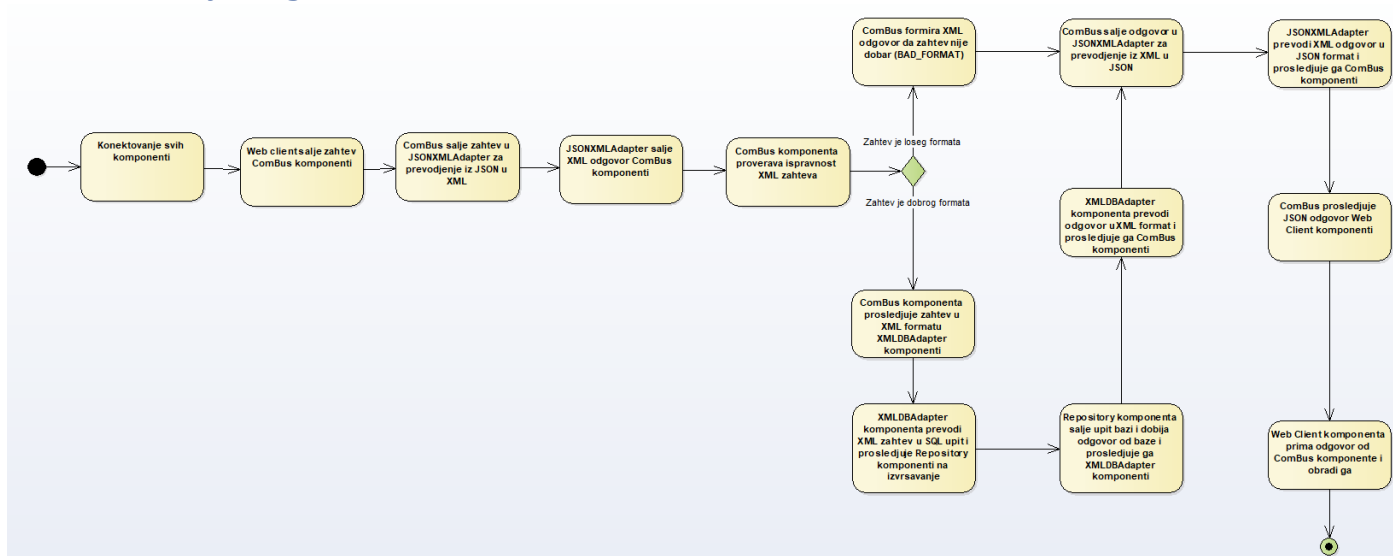 Konektovanje svih
komponenti
Web client salje zahtev
ComBus komponenti
ComBus salje zahtev u
JSONXMLAdapter za
prevodjenje iz JSON u
XML
JSONXMLAdapter salje
XML odgovor ComBus
komponenti
ComBus komponenta
proverava ispravnost
XML zahteva
Zahtev je loseg formata
Zahtev je dobrog formata
ComBus formira XML
odgovor da zahtev nije
dobar (BAD_FORMAT)
ComBus komponenta
prosledjuje zahtev u
XML formatu
XMLDBAdapter
komponenti
XMLDBAdapter
komponenta prevodi
XML zahtev u SQL upit i
prosledjuje Repository
komponenti na
izvrsavanje
Repository komponenta
salje upit bazi i dobija
odgovor od baze i
prosledjuje ga
XMLDBAdapter
komponenti
XMLDBAdapter
komponenta prevodi
odgovor u XML format i
prosledjuje ga ComBus
komponenti
ComBus salje odgovor u
JSONXMLAdapter za
prevodjenje iz XML u
JSON
JSONXMLAdapter
prevodi XML odgovor u
JSON format i
prosledjuje ga ComBus
komponenti
ComBus prosledjuje
JSON odgovor Web
Client komponenti
Web Client komponenta
prima odgovor od
ComBus komponente i
obradi ga